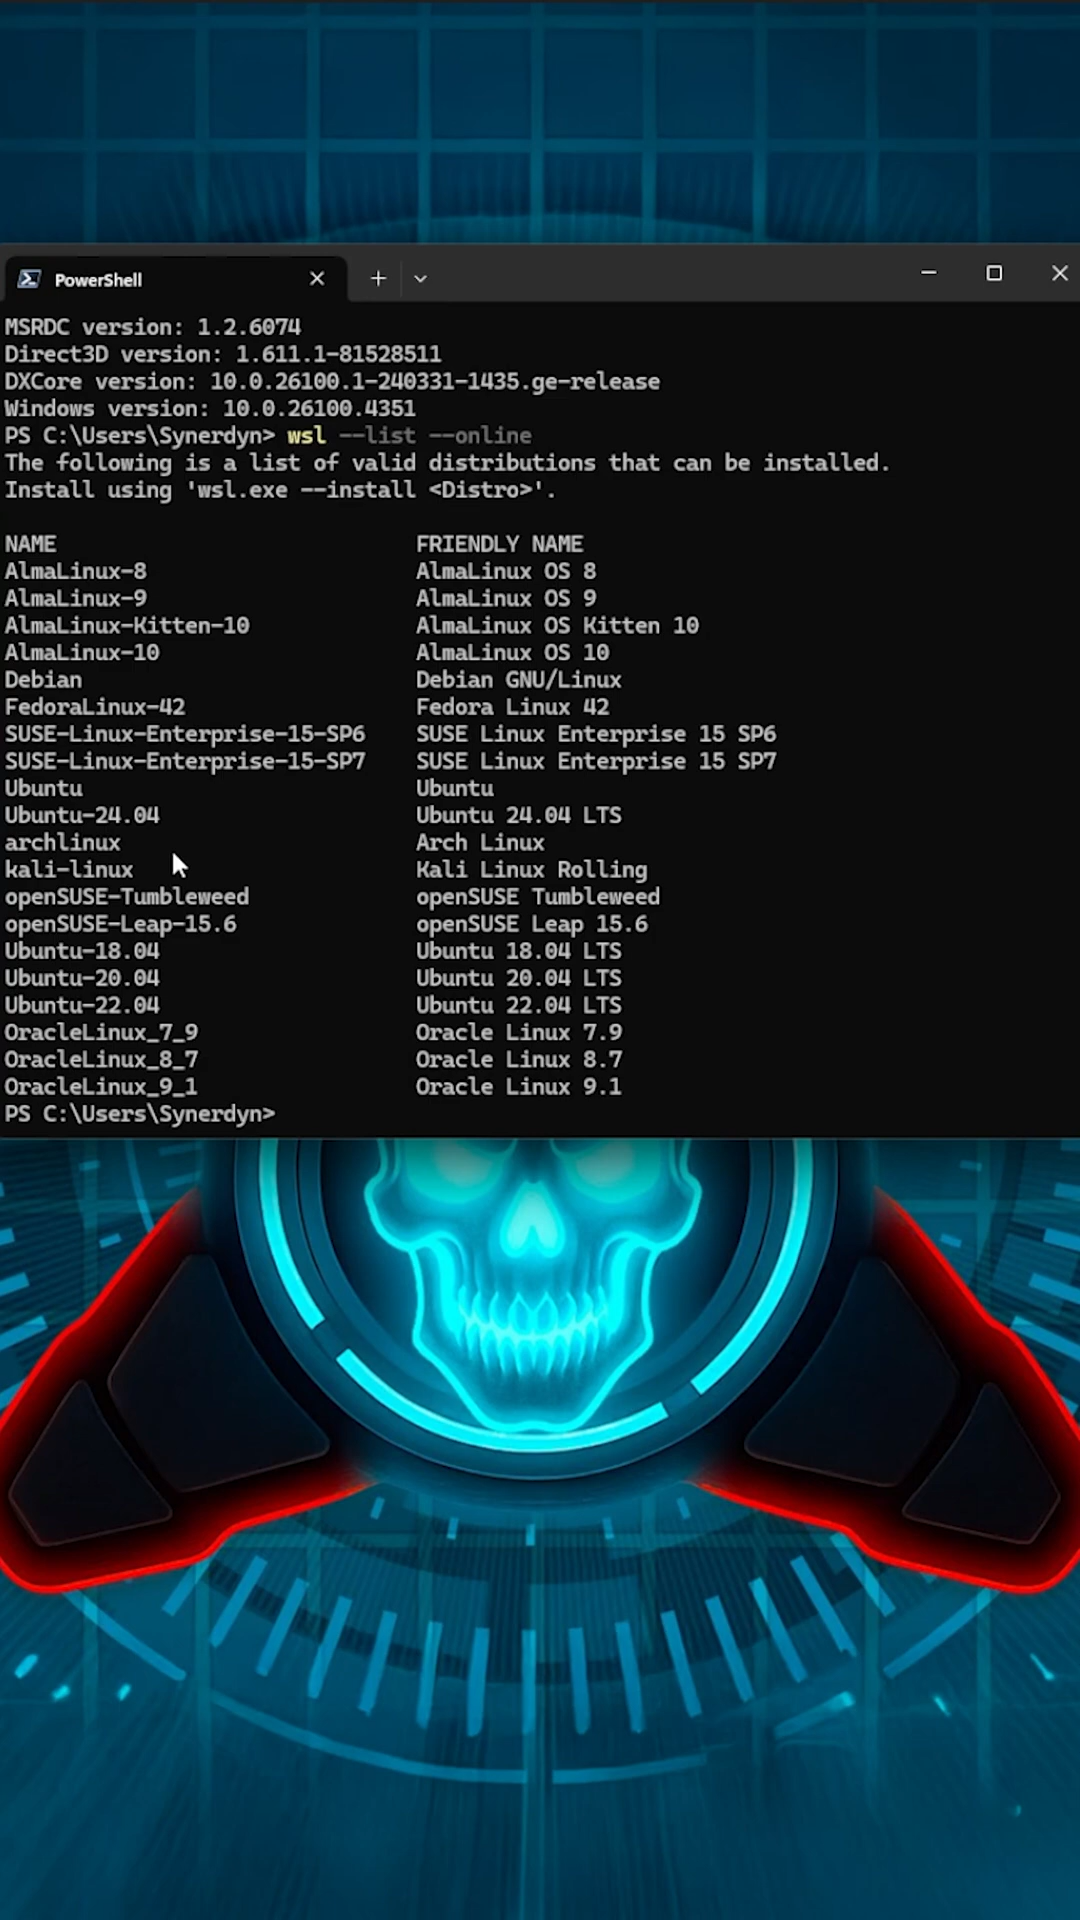 PowerShell
MSRDC version: 1.2.6074
Direct3D version: 1.611.1-81528511
DXCore version: 10.0.26100.1-240331-1435.ge-release
Windows version: 10.0.26100.4351
PS C:\Users\Synerdyn> wsl --list --online
The following is a list of valid distributions that can be installed.
Install using 'wsl.exe --install <Distro>'.
NAME FRIENDLY NAME
AlmaLinux-8 AlmaLinux OS 8
AlmaLinux-9 AlmaLinux OS 9
AlmaLinux-Kitten-10 AlmaLinux OS Kitten 10
AlmaLinux-10 AlmaLinux OS 10
Debian Debian GNU/Linux
FedoraLinux-42 Fedora Linux 42
SUSE-Linux-Enterprise-15-SP6 SUSE Linux Enterprise 15 SP6
SUSE-Linux-Enterprise-15-SP7 SUSE Linux Enterprise 15 SP7
Ubuntu Ubuntu
Ubuntu-24.04 Ubuntu 24.04 LTS
archlinux Arch Linux
kali-linux Kali Linux Rolling
openSUSE-Tumbleweed openSUSE Tumbleweed
openSUSE-Leap-15.6 openSUSE Leap 15.6
Ubuntu-18.04 Ubuntu 18.04 LTS
Ubuntu-20.04 Ubuntu 20.04 LTS
Ubuntu-22.04 Ubuntu 22.04 LTS
OracleLinux_7_9 Oracle Linux 7.9
OracleLinux_8_7 Oracle Linux 8.7
OracleLinux_9_1 Oracle Linux 9.1
PS C:\Users\Synerdyn>